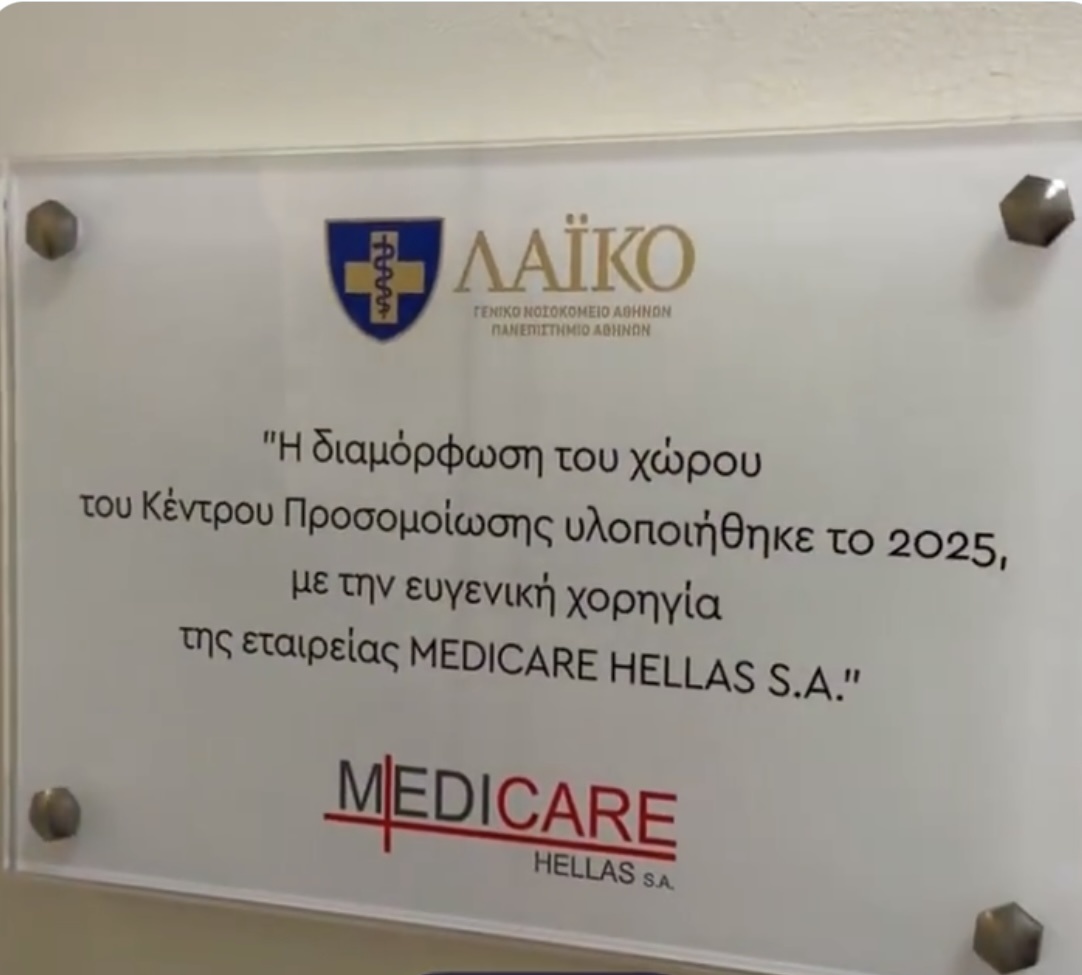 ΛΑΪΚΟ
ΓΕΝΙΚΟ ΝΟΣΟΚΟΜΕΙΟ ΑΘΗΝΩΝ
ΠΑΝΕΠΙΣΤΗΜΙΟ ΑΘΗΝΩΝ
"Η διαμόρφωση του χώρου
του Κέντρου Προσομοίωσης υλοποιήθηκε το 2025,
με την ευγενική χορηγία
της εταιρείας MEDICARE HELLAS S.A."
MEDICARE
HELLAS S.A.